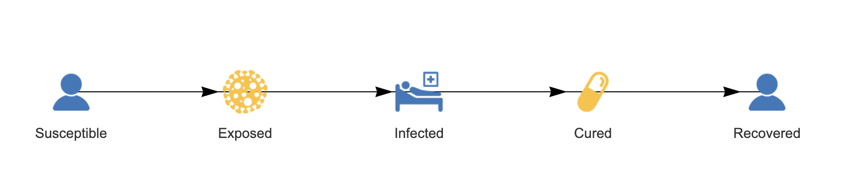 Susceptible
Exposed
Infected
Cured
Recovered